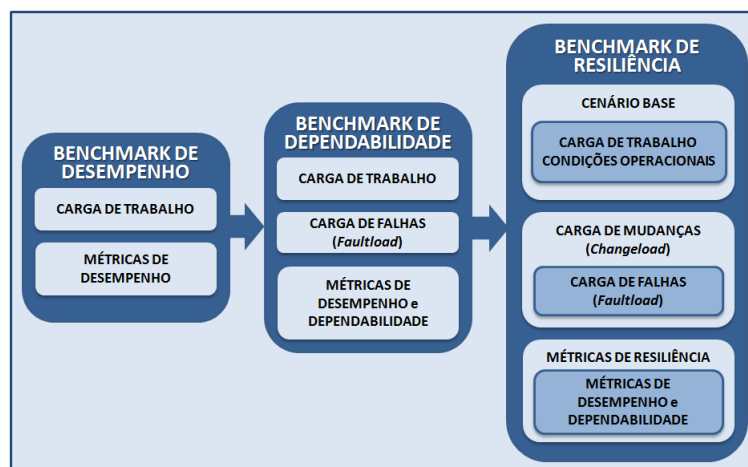 BENCHMARK DE
DESEMPENHO
CARGA DE TRABALHO
MÉTRICAS DE
DESEMPENHO
BENCHMARK DE
DEPENDABILIDADE
CARGA DE TRABALHO
CARGA DE FALHAS
(Faultload)
MÉTRICAS DE
DESEMPENHO e
DEPENDABILIDADE
BENCHMARK DE
RESILIÊNCIA
CENÁRIO BASE
CARGA DE TRABALHO
CONDIÇÕES OPERACIONAIS
CARGA DE MUDANÇAS
(Changeload)
CARGA DE FALHAS
(Faultload)
MÉTRICAS DE RESILIÊNCIA
MÉTRICAS DE
DESEMPENHO e
DEPENDABILIDADE